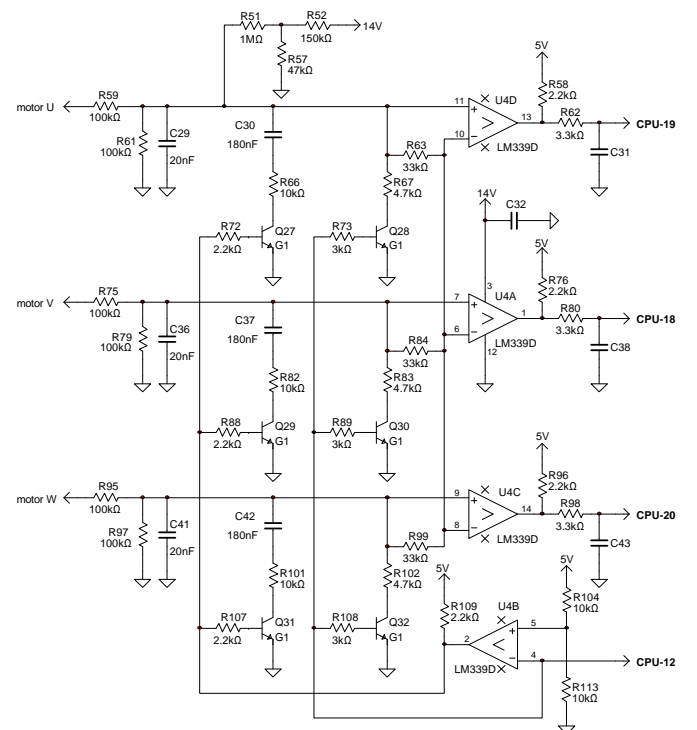 R51
1MΩ
R52
150kΩ
14V
R57
47kΩ
motor U
R59
100kΩ
R61
100kΩ
C29
20nF
C30
180nF
R66
10kΩ
R72
2.2kΩ
Q27
G1
R63
33kΩ
R67
4.7kΩ
R73
3kΩ
Q28
G1
11
10
+
−
>
U4D
13
LM339D
5V
R58
2.2kΩ
R62
3.3kΩ
C31
CPU-19
14V
C32
motor V
R75
100kΩ
R79
100kΩ
C36
20nF
C37
180nF
R82
10kΩ
R88
2.2kΩ
Q29
G1
R84
33kΩ
R83
4.7kΩ
R89
3kΩ
Q30
G1
7
6
+
−
>
3
12
U4A
1
LM339D
5V
R76
2.2kΩ
R80
3.3kΩ
C38
CPU-18
motor W
R95
100kΩ
R97
100kΩ
C41
20nF
C42
180nF
R101
10kΩ
R107
2.2kΩ
Q31
G1
R99
33kΩ
R102
4.7kΩ
R108
3kΩ
Q32
G1
9
8
+
−
>
U4C
14
LM339D
5V
R96
2.2kΩ
R98
3.3kΩ
C43
CPU-20
5V
R109
2.2kΩ
2
U4B
<
+
−
5
4
LM339D
5V
R104
10kΩ
R113
10kΩ
CPU-12